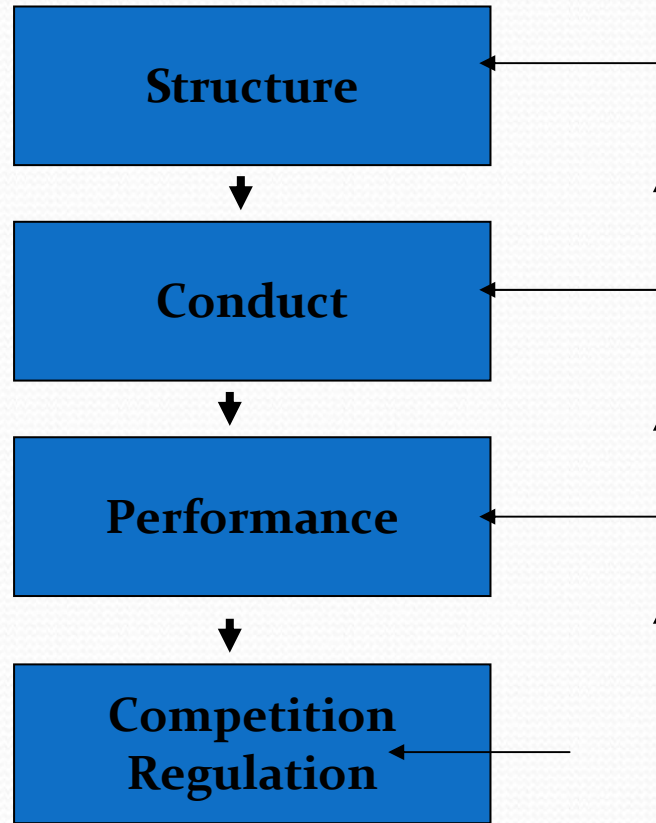 Structure
Conduct
Performance
Competition
Regulation